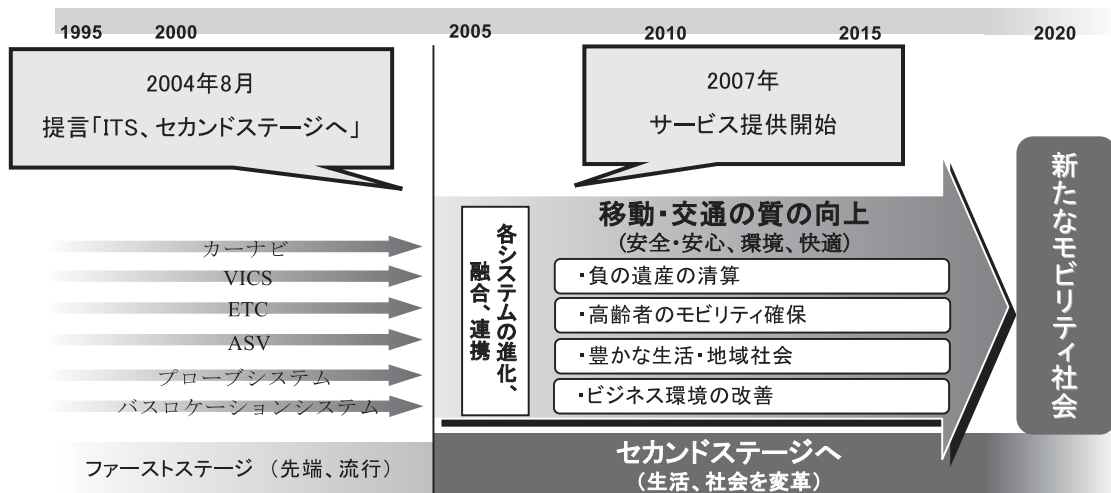 1995 2000 2005 2010 2015 2020
2004年8月
提言「ITS、セカンドステージへ」
2007年
サービス提供開始
カーナビ
VICS
ETC
ASV
プローブシステム
バスロケーションシステム
各システムの進化、
融合、連携
移動・交通の質の向上
(安全・安心、環境、快適)
・負の遺産の清算
・高齢者のモビリティ確保
・豊かな生活・地域社会
・ビジネス環境の改善
新たなモビリティ社会
ファーストステージ （先端、流行）
セカンドステージへ
(生活、社会を変革)